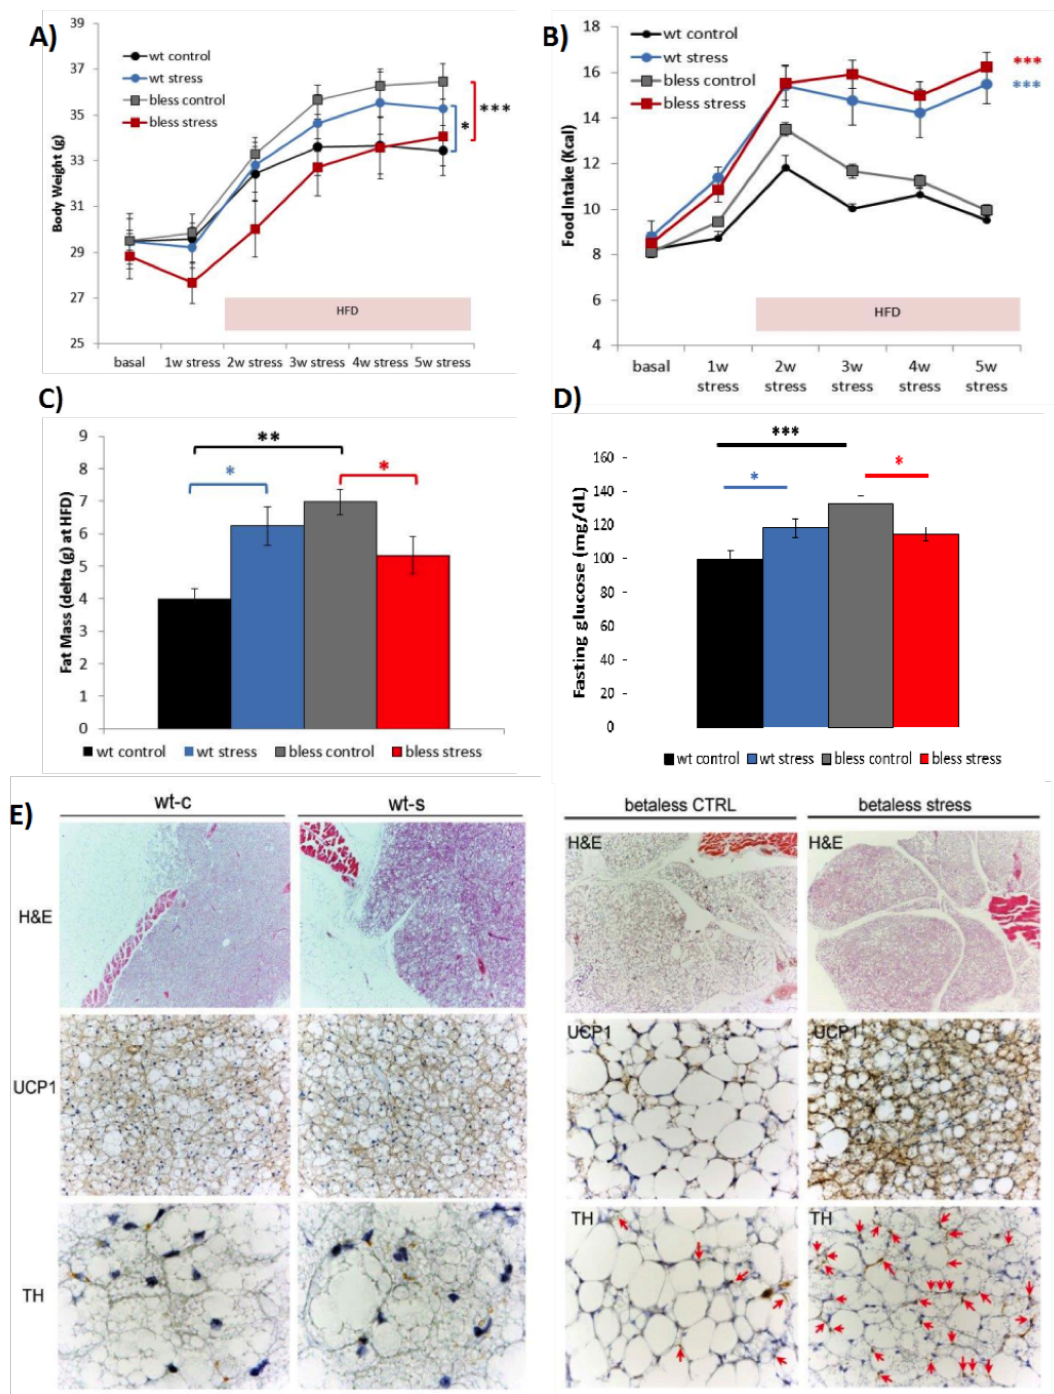 A)
39
37
35
33
31
29
27
25
Body Weight (g)
wt control
wt stress
bless control
bless stress
***
*
HFD
basal 1w stress 2w stress 3w stress 4w stress 5w stress
B)
18
16
14
12
10
8
6
4
Food Intake (Kcal)
wt control
wt stress
bless control
bless stress
***
***
HFD
basal 1w 2w 3w 4w 5w
stress stress stress stress stress
C)
9
8
7
6
5
4
3
2
1
0
Fat Mass (delta (g) at HFD)
**
*
*
wt control wt stress bless control bless stress
D)
160
140
120
100
80
60
40
20
0
Fasting glucose (mg/dL)
***
*
*
wt control wt stress bless control bless stress
E)
wt-c wt-s betaless CTRL betaless stress
H&E H&E H&E
UCP1 UCP1 UCP1
TH TH TH